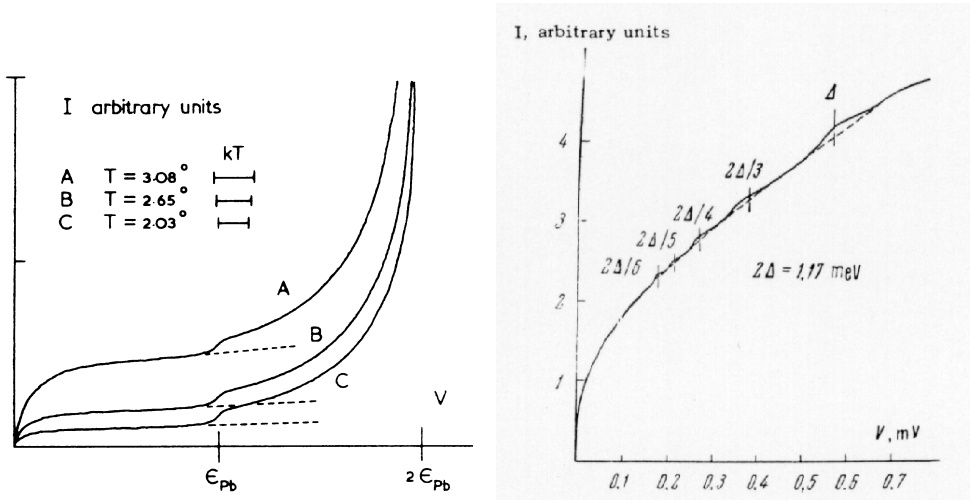 I arbitrary units
kT
A T = 3.08°
B T = 2.65°
C T = 2.03°
A
B
C
V
ϵPb
2 ϵPb
I, arbitrary units
Δ
4
2Δ/3
3
2Δ/4
2Δ/5
2Δ/6
2Δ = 1,17 meV
2
1
V, mV
0.1 0.2 0.3 0.4 0,5 0.6 0.7